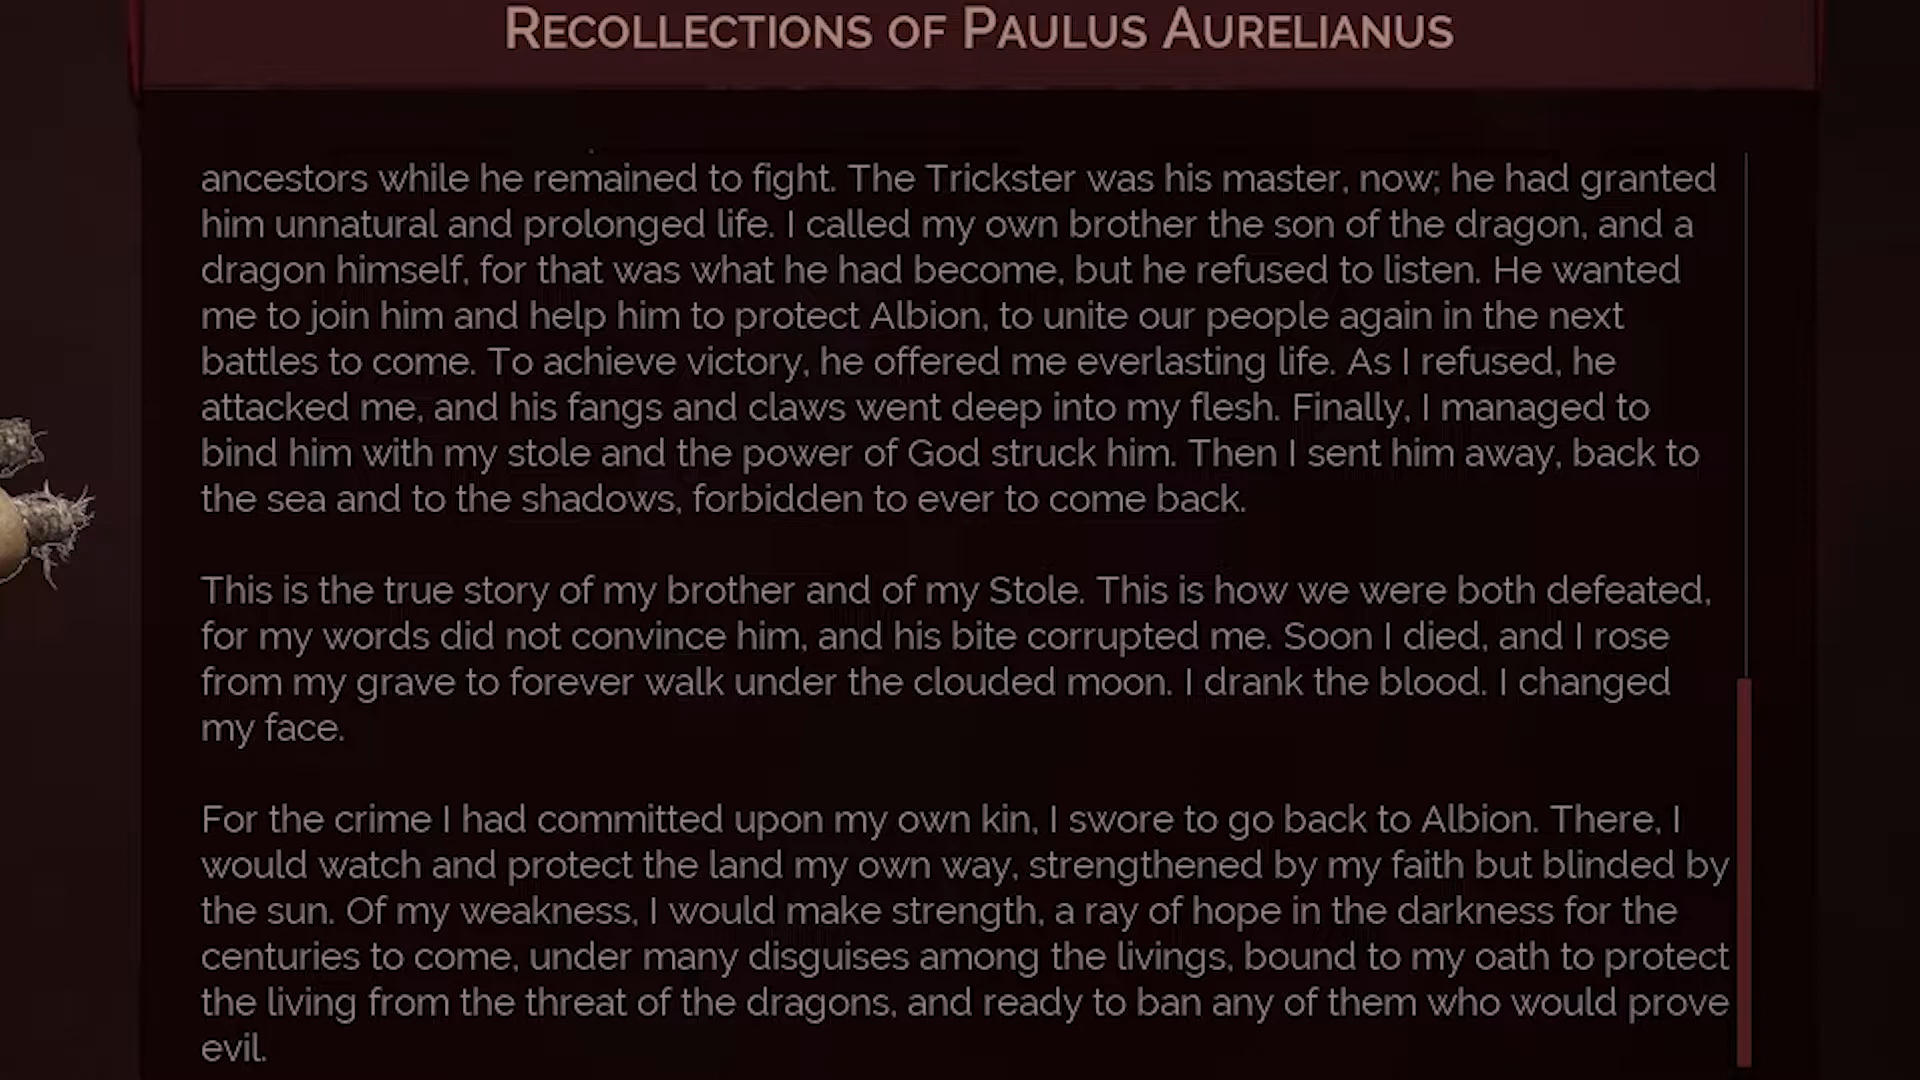 RECOLLECTIONS OF PAULUS AURELIANUS
ancestors while he remained to fight. The Trickster was his master, now; he had granted
him unnatural and prolonged life. I called my own brother the son of the dragon, and a
dragon himself, for that was what he had become, but he refused to listen. He wanted
me to join him and help him to protect Albion, to unite our people again in the next
battles to come. To achieve victory, he offered me everlasting life. As I refused, he
attacked me, and his fangs and claws went deep into my flesh. Finally, I managed to
bind him with my stole and the power of God struck him. Then I sent him away, back to
the sea and to the shadows, forbidden to ever to come back.
This is the true story of my brother and of my Stole. This is how we were both defeated,
for my words did not convince him, and his bite corrupted me. Soon I died, and I rose
from my grave to forever walk under the clouded moon. I drank the blood. I changed
my face.
For the crime I had committed upon my own kin, I swore to go back to Albion. There, I
would watch and protect the land my own way, strengthened by my faith but blinded by
the sun. Of my weakness, I would make strength, a ray of hope in the darkness for the
centuries to come, under many disguises among the livings, bound to my oath to protect
the living from the threat of the dragons, and ready to ban any of them who would prove
evil.